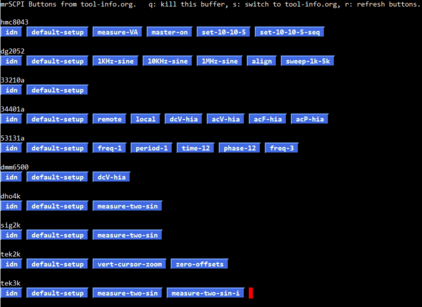 mrSCPI Buttons from tool-info.org.   q: kill this buffer, s: switch to tool-info.org, r: refresh buttons.
hmc8043
idn default-setup measure-VA master-on set-10-10-5 set-10-10-5-seq
dg2052
idn default-setup 1KHz-sine 10KHz-sine 1MHz-sine align sweep-1k-5k
33210a
idn default-setup
34401a
idn default-setup remote local dcV-hia acV-hia acF-hia acP-hia
53131a
idn default-setup freq-1 period-1 time-12 phase-12 freq-3
dmm6500
idn default-setup dcV-hia
dho4k
idn default-setup measure-two-sin
sig2k
idn default-setup measure-two-sin
tek2k
idn default-setup vert-cursor-zoom zero-offsets
tek3k
idn default-setup measure-two-sin measure-two-sin-i